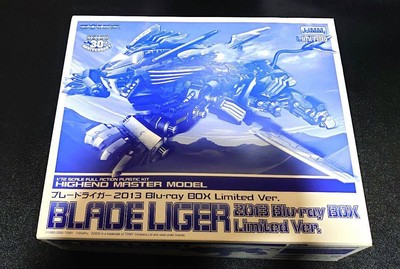 1/72 SCALE FULL ACTION PLASTIC KIT
HIGHEND MASTER MODEL
ブレードライガー 2013 Blu-ray BOX Limited Ver.
BLADE LIGER 2013 Blu-ray BOX
Limited Ver.